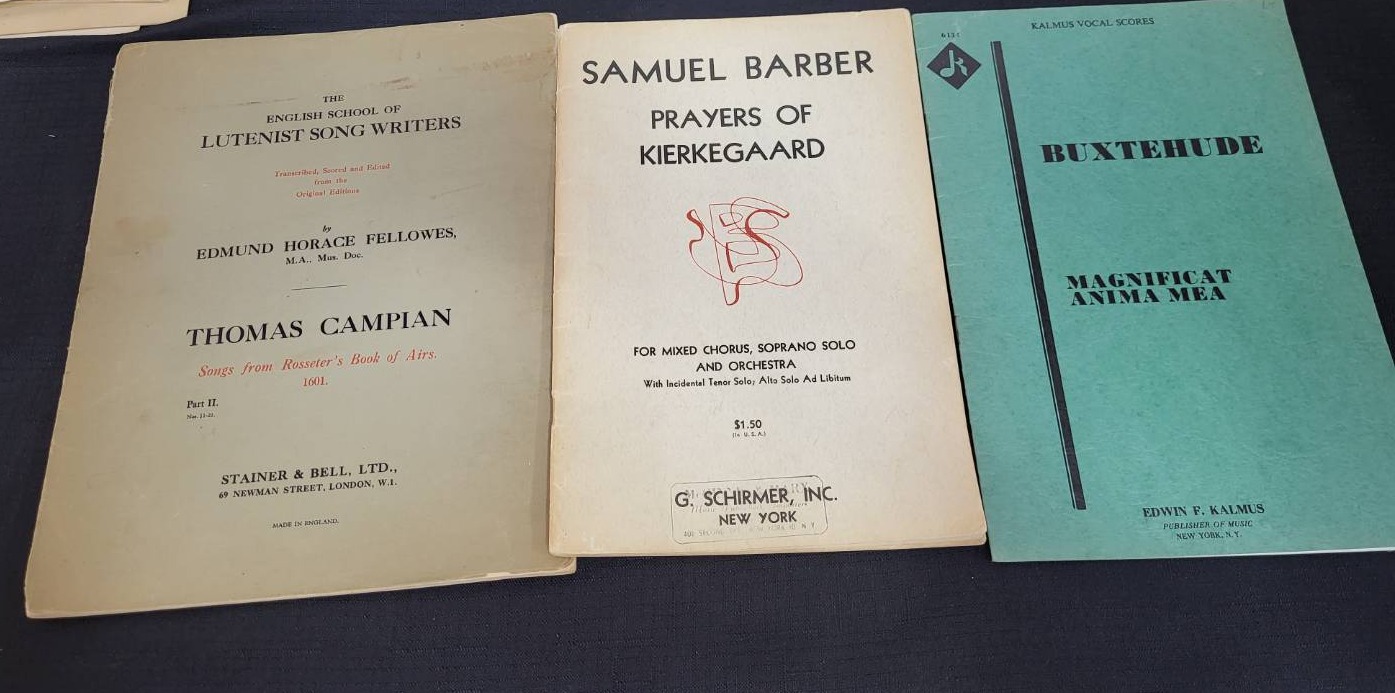 THE
ENGLISH SCHOOL OF
LUTENIST SONG WRITERS
Transcribed, Scored and Edited
from the
Original Editions
by
EDMUND HORACE FELLOWES,
M.A., Mus. Doc.
THOMAS CAMPIAN
Songs from Rosseter's Book of Airs.
1601.
Part II.
STAINER & BELL, LTD.,
69 NEWMAN STREET, LONDON, W.1.
MADE IN ENGLAND.
SAMUEL BARBER
PRAYERS OF
KIERKEGAARD
FOR MIXED CHORUS, SOPRANO SOLO
AND ORCHESTRA
With Incidental Tenor Solo; Alto Solo Ad Libitum
$1.50
(In U.S.A.)
G. SCHIRMER, INC.
NEW YORK
KALMUS VOCAL SCORES
BUXTEHUDE
MAGNIFICAT
ANIMA MEA
EDWIN F. KALMUS
PUBLISHER OF MUSIC
NEW YORK, N.Y.